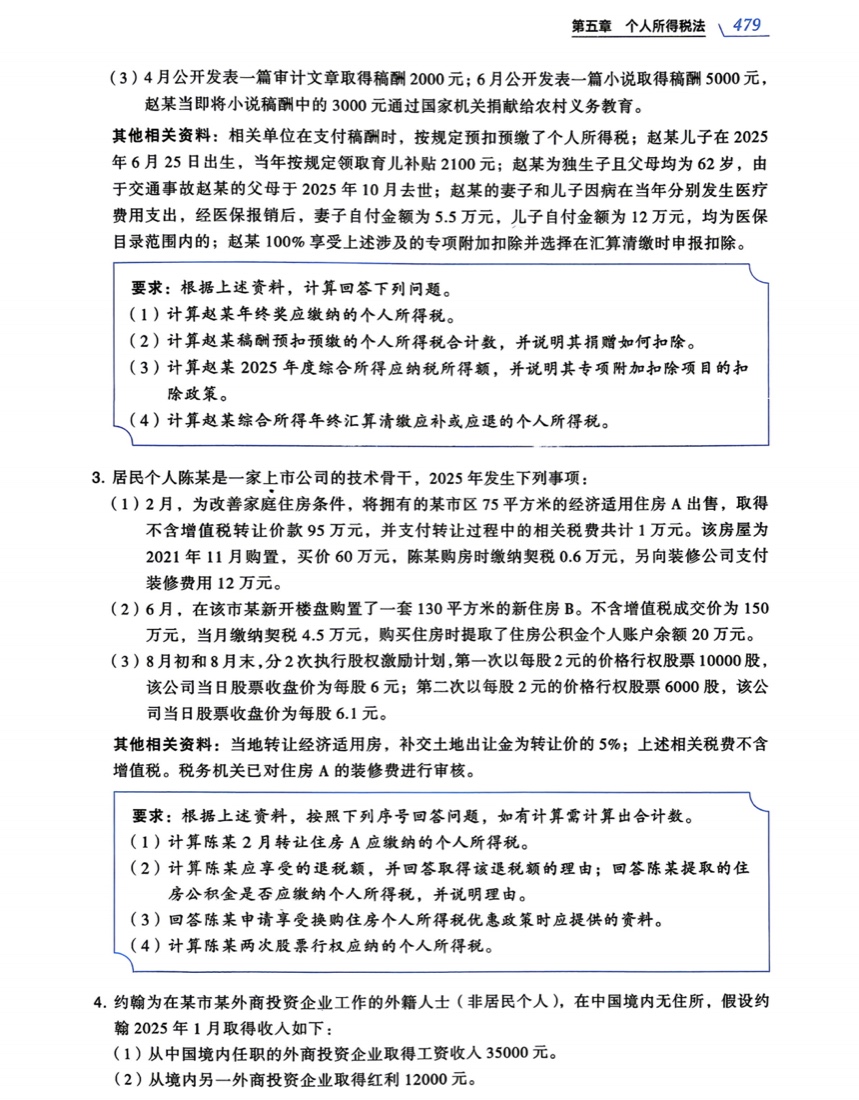 第五章 个人所得税法 479
（3）4月公开发表一篇审计文章取得稿酬2000元；6月公开发表一篇小说取得稿酬5000元，
赵某当即将小说稿酬中的3000元通过国家机关捐献给农村义务教育。
其他相关资料：相关单位在支付稿酬时，按规定预扣预缴了个人所得税；赵某儿子在2025
年6月25日出生，当年按规定领取育儿补贴2100元；赵某为独生子且父母均为62岁，由
于交通事故赵某的父母于2025年10月去世；赵某的妻子和儿子因病在当年分别发生医疗
费用支出，经医保报销后，妻子自付金额为5.5万元，儿子自付金额为12万元，均为医保
目录范围内的；赵某100%享受上述涉及的专项附加扣除并选择在汇算清缴时申报扣除。
要求：根据上述资料，计算回答下列问题。
（1）计算赵某年终奖应缴纳的个人所得税。
（2）计算赵某稿酬预扣预缴的个人所得税合计数，并说明其捐赠如何扣除。
（3）计算赵某2025年度综合所得应纳税所得额，并说明其专项附加扣除项目的扣
除政策。
（4）计算赵某综合所得年终汇算清缴应补或应退的个人所得税。
3. 居民个人陈某是一家上市公司的技术骨干，2025年发生下列事项：
（1）2月，为改善家庭住房条件，将拥有的某市区75平方米的经济适用住房A出售，取得
不含增值税转让价款95万元，并支付转让过程中的相关税费共计1万元。该房屋为
2021年11月购置，买价60万元，陈某购房时缴纳契税0.6万元，另向装修公司支付
装修费用12万元。
（2）6月，在该市某新开楼盘购置了一套130平方米的新住房B。不含增值税成交价为150
万元，当月缴纳契税4.5万元，购买住房时提取了住房公积金个人账户余额20万元。
（3）8月初和8月末，分2次执行股权激励计划，第一次以每股2元的价格行权股票10000股，
该公司当日股票收盘价为每股6元；第二次以每股2元的价格行权股票6000股，该公
司当日股票收盘价为每股6.1元。
其他相关资料：当地转让经济适用房，补交土地出让金为转让价的5%；上述相关税费不含
增值税。税务机关已对住房A的装修费进行审核。
要求：根据上述资料，按照下列序号回答问题，如有计算需计算出合计数。
（1）计算陈某2月转让住房A应缴纳的个人所得税。
（2）计算陈某应享受的退税额，并回答取得该退税额的理由；回答陈某提取的住
房公积金是否应缴纳个人所得税，并说明理由。
（3）回答陈某申请享受换购住房个人所得税优惠政策时应提供的资料。
（4）计算陈某两次股票行权应纳的个人所得税。
4. 约翰为在某市某外商投资企业工作的外籍人士（非居民个人），在中国境内无住所，假设约
翰2025年1月取得收入如下：
（1）从中国境内任职的外商投资企业取得工资收入35000元。
（2）从境内另一外商投资企业取得红利12000元。